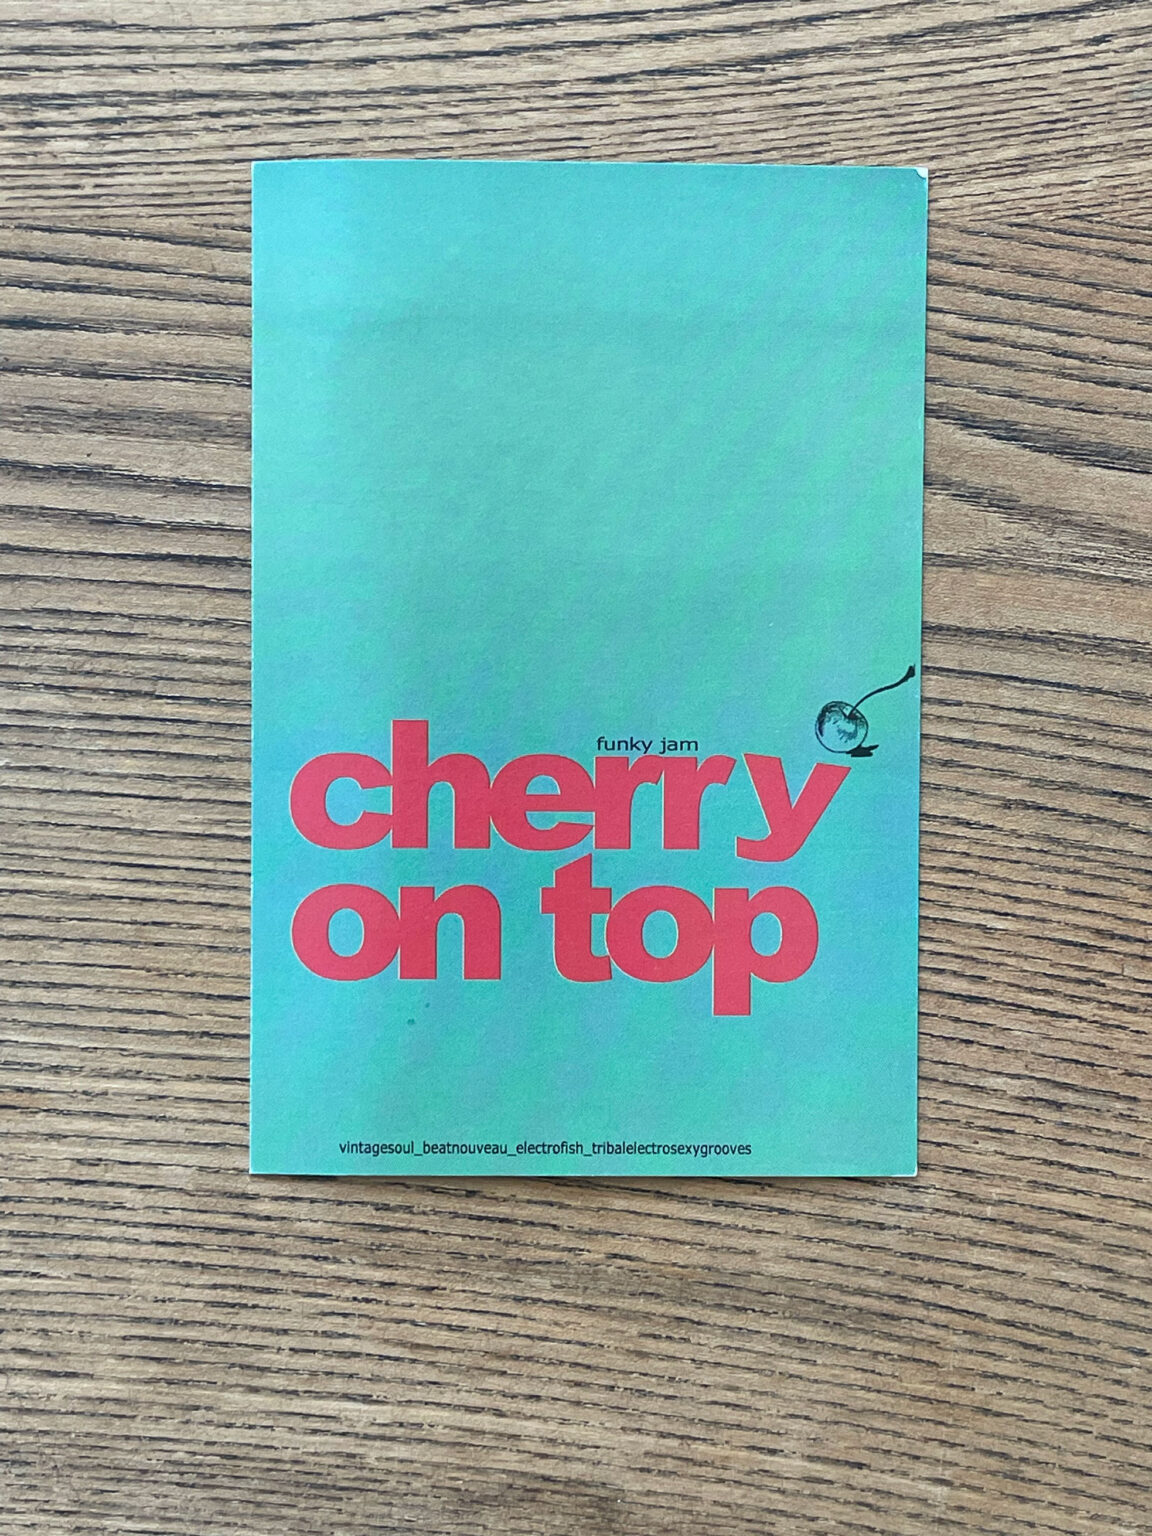 funky jam
cherry
on top
vintagesoul_beatnouveau_electrofish_tribalelectrosexygrooves